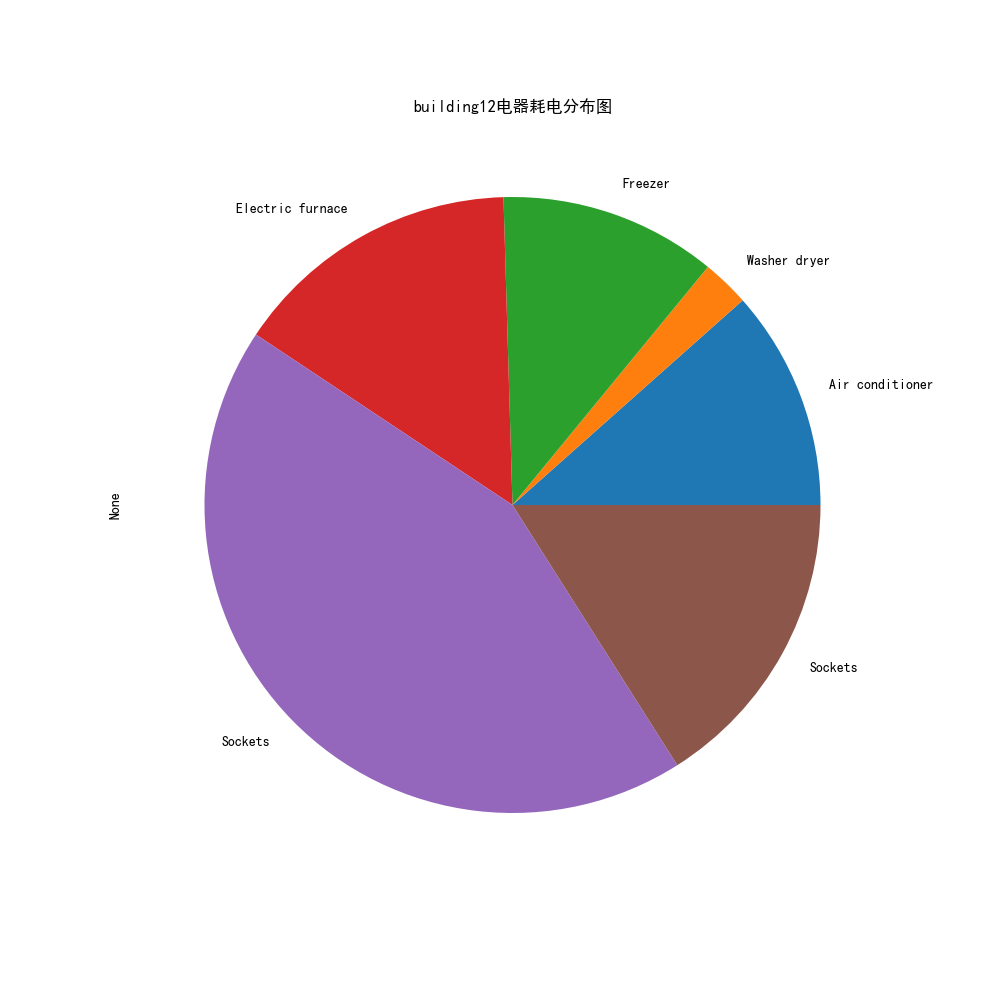 building12电器耗电分布图
Freezer
Electric furnace
Washer dryer
Air conditioner
None
Sockets
Sockets